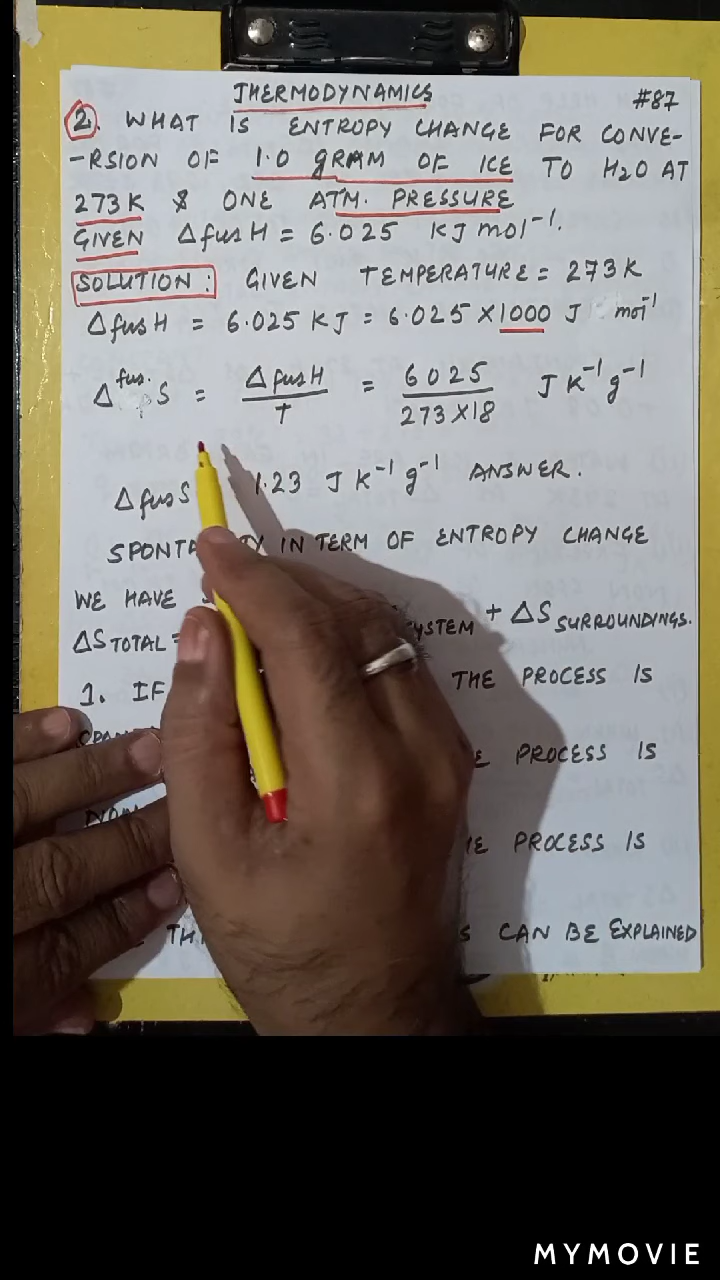 THERMODYNAMICS #87
2. WHAT IS ENTROPY CHANGE FOR CONVE-
-RSION OF 1.0 GRAM OF ICE TO H2O AT
273K & ONE ATM. PRESSURE
GIVEN ΔfusH = 6.025 KJ mol⁻¹.
SOLUTION: GIVEN TEMPERATURE = 273K
ΔfusH = 6.025 KJ = 6.025 × 1000 J mol⁻¹
Δfus. S = ΔfusH / T = 6025 / 273×18 J K⁻¹ g⁻¹
ΔfusS 1.23 J K⁻¹ g⁻¹ ANSWER.
IN TERM OF ENTROPY CHANGE
WE HAVE
ΔS TOTAL = + ΔS SURROUNDINGS.
1. IF THE PROCESS IS
PROCESS IS
PROCESS IS
CAN BE EXPLAINED
MYMOVIE